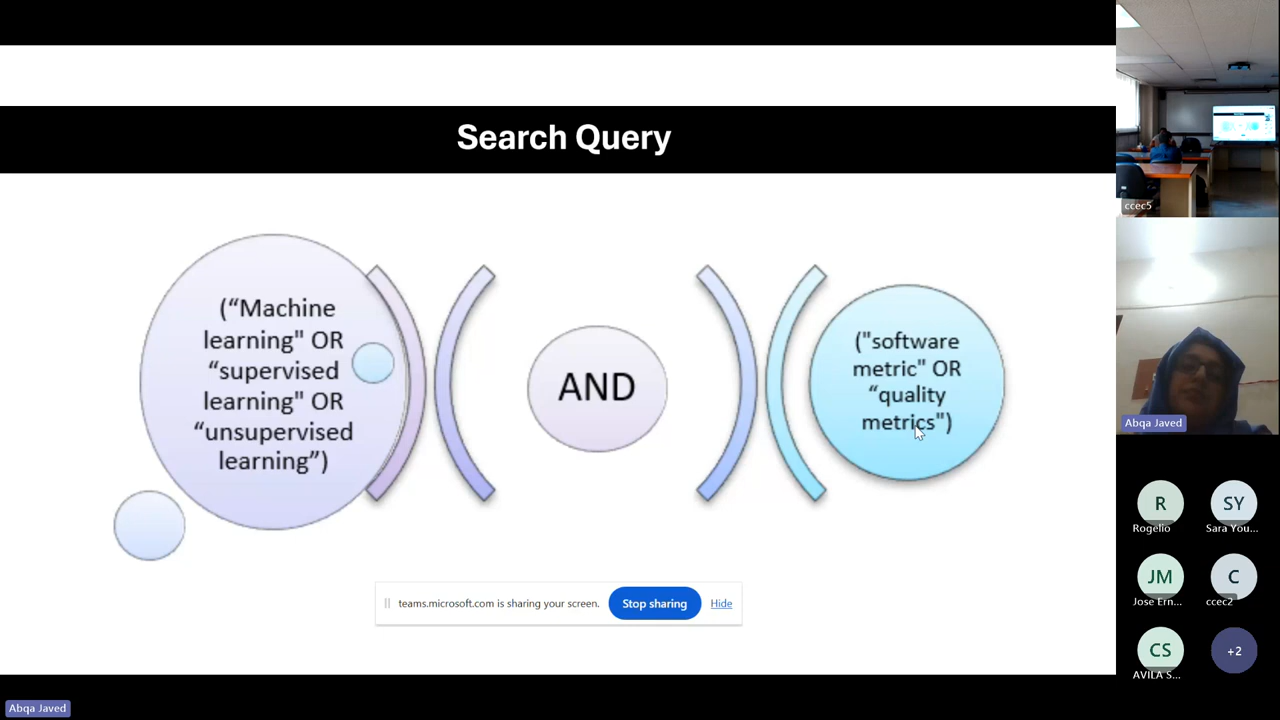 Search Query
(“Machine
learning" OR
“supervised
learning" OR
“unsupervised
learning”)
AND
("software
metric" OR
“quality
metrics")
teams.microsoft.com is sharing your screen.
Stop sharing
Hide
ccec5
Abqa Javed
R
SY
Rogelio
Sara You...
JM
C
Jose Ern...
ccec2
CS
+2
AVILA S...
Abqa Javed